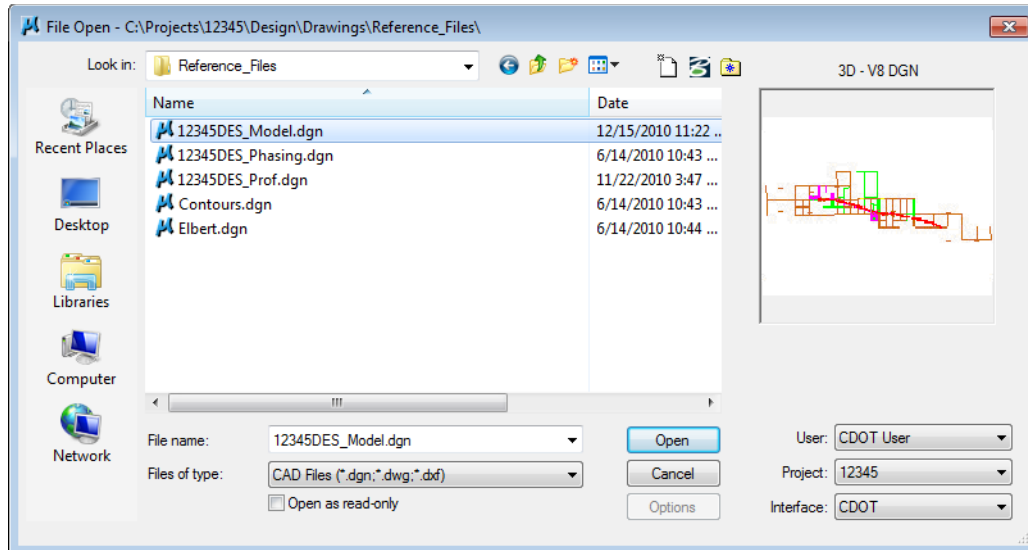 File Open - C:\Projects\12345\Design\Drawings\Reference_Files\
Look in: Reference_Files
3D - V8 DGN
Name Date
12345DES_Model.dgn 12/15/2010 11:22 ..
12345DES_Phasing.dgn 6/14/2010 10:43 ...
12345DES_Prof.dgn 11/22/2010 3:47 ...
Contours.dgn 6/14/2010 10:43 ...
Elbert.dgn 6/14/2010 10:44 ...
Recent Places
Desktop
Libraries
Computer
Network
File name: 12345DES_Model.dgn Open
Files of type: CAD Files (*.dgn;*.dwg;*.dxf) Cancel
Open as read-only Options
User: CDOT User
Project: 12345
Interface: CDOT